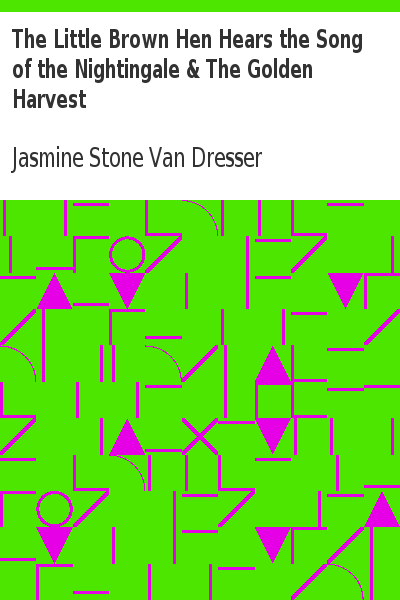 The Little Brown Hen Hears the Song
of the Nightingale & The Golden
Harvest
Jasmine Stone Van Dresser